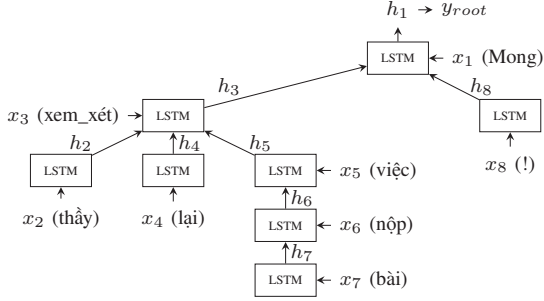 h₁ → y_root
LSTM ← x₁ (Mong)
h₃ h₈
x₃ (xem_xét) → LSTM LSTM
h₂ h₄ h₅ x₈ (!)
LSTM LSTM LSTM ← x₅ (việc)
x₂ (thầy) x₄ (lại) h₆
LSTM ← x₆ (nộp)
h₇
LSTM ← x₇ (bài)